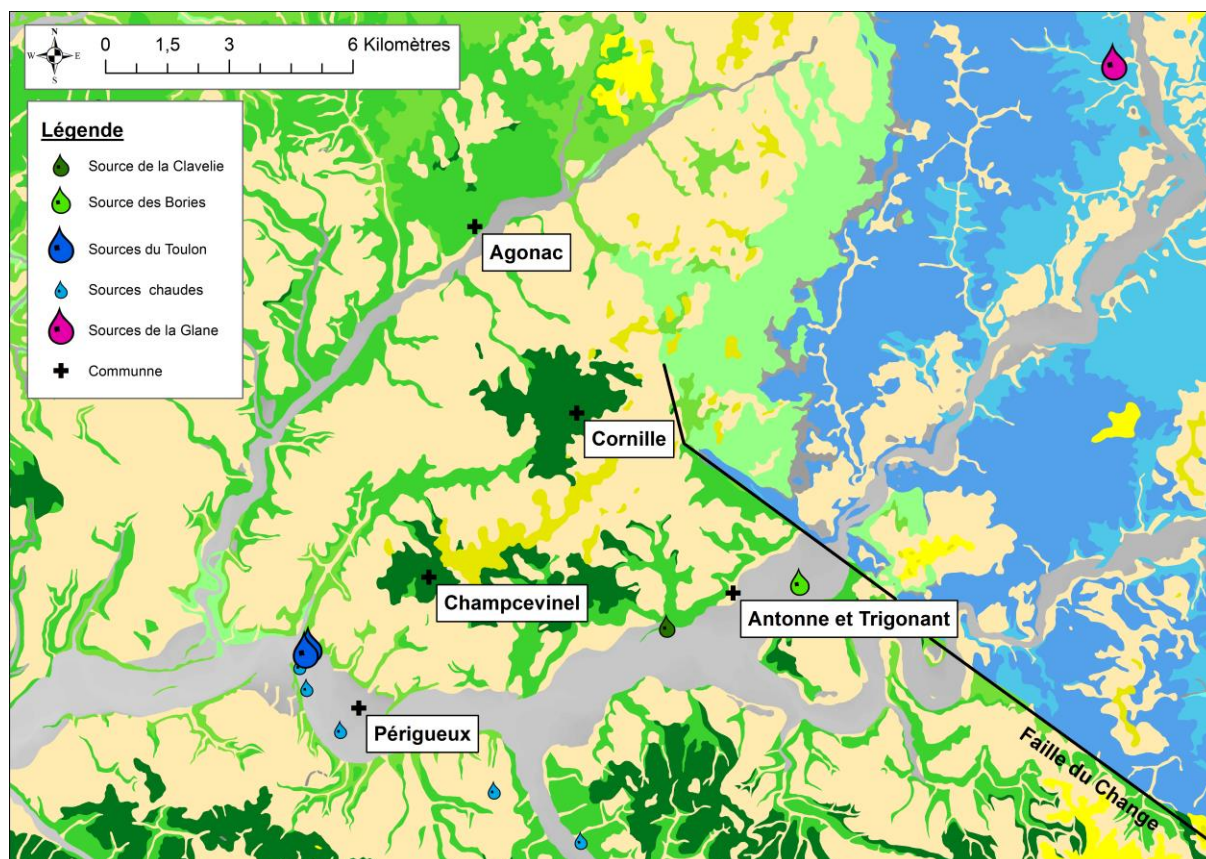 N
W E
S
0 1,5 3 6 Kilomètres
Légende
Source de la Clavelie
Source des Bories
Sources du Toulon
Sources chaudes
Sources de la Glane
Communne
Agonac
Cornille
Champcevinel
Antonne et Trigonant
Périgueux
Faille du Change